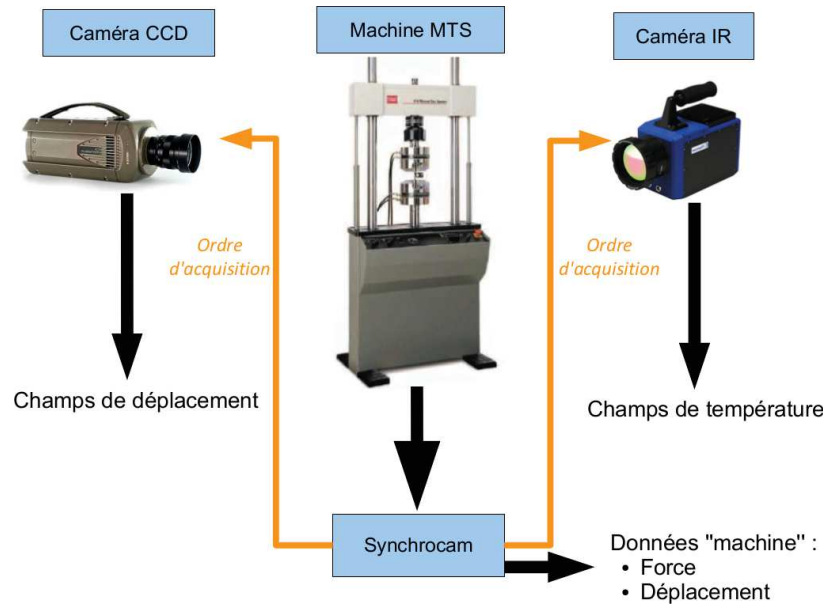 Caméra CCD
Machine MTS
Caméra IR
Ordre
d'acquisition
Ordre
d'acquisition
Champs de déplacement
Champs de température
Synchrocam
Données "machine" :
• Force
• Déplacement